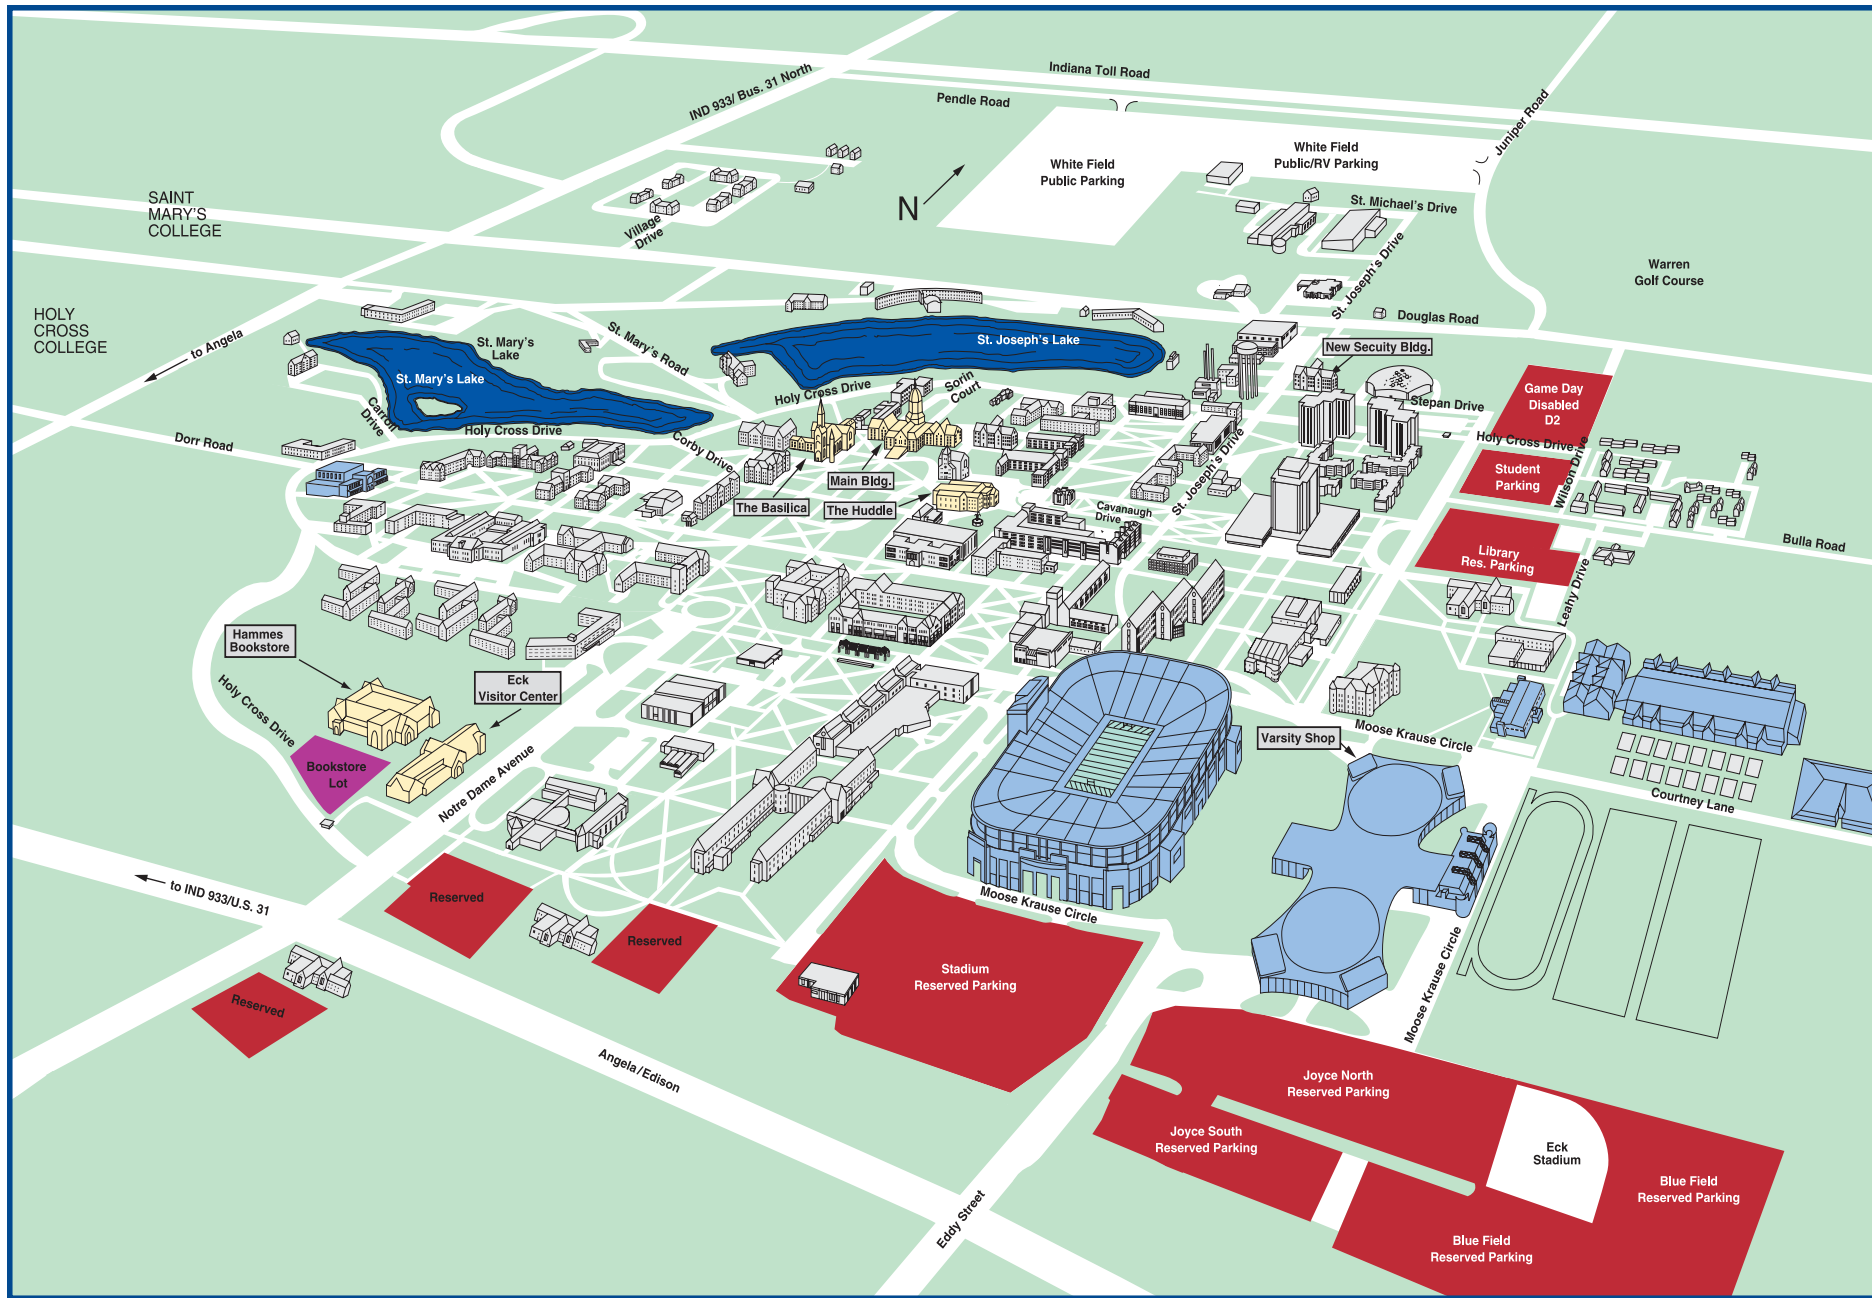 Indiana Toll Road
IND 933/ Bus. 31 North
Pendle Road
Juniper Road
White Field
Public Parking
White Field
Public/RV Parking
N
St. Michael's Drive
SAINT
MARY'S
COLLEGE
Village
Drive
St. Joseph's Drive
Warren
Golf Course
HOLY
CROSS
COLLEGE
to Angela
St. Mary's
Lake
St. Mary's Lake
St. Mary's Road
St. Joseph's Lake
Douglas Road
New Secuity Bldg.
Holy Cross Drive
Sorin
Court
Stepan Drive
Game Day
Disabled
D2
Carroll
Drive
Holy Cross Drive
Dorr Road
Corby Drive
St. Joseph's Drive
Holy Cross Drive
Wilson Drive
Student
Parking
Main Bldg.
The Basilica
The Huddle
Cavanaugh
Drive
Library
Res. Parking
Bulla Road
Leahy Drive
Hammes
Bookstore
Eck
Visitor Center
Holy Cross Drive
Bookstore
Lot
Notre Dame Avenue
Varsity Shop
Moose Krause Circle
Courtney Lane
to IND 933/U.S. 31
Reserved
Reserved
Reserved
Moose Krause Circle
Stadium
Reserved Parking
Moose Krause Circle
Angela/Edison
Joyce North
Reserved Parking
Joyce South
Reserved Parking
Eck
Stadium
Blue Field
Reserved Parking
Eddy Street
Blue Field
Reserved Parking